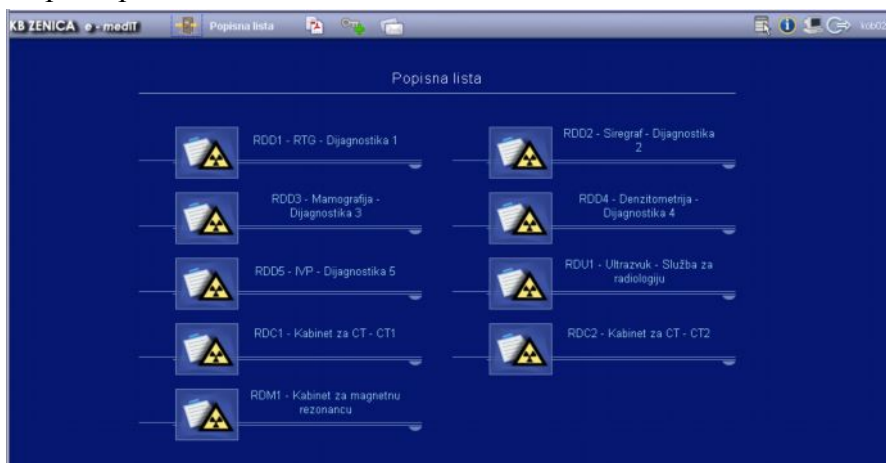 KB ZENICA e - medIT
Popisna lista
kob02
Popisna lista
RDD1 - RTG - Dijagnostika 1
RDD2 - Siregraf - Dijagnostika
2
RDD3 - Mamografija -
Dijagnostika 3
RDD4 - Denzitometrija -
Dijagnostika 4
RDD5 - IVP - Dijagnostika 5
RDU1 - Ultrazvuk - Služba za
radiologiju
RDC1 - Kabinet za CT - CT1
RDC2 - Kabinet za CT - CT2
RDM1 - Kabinet za magnetnu
rezonancu